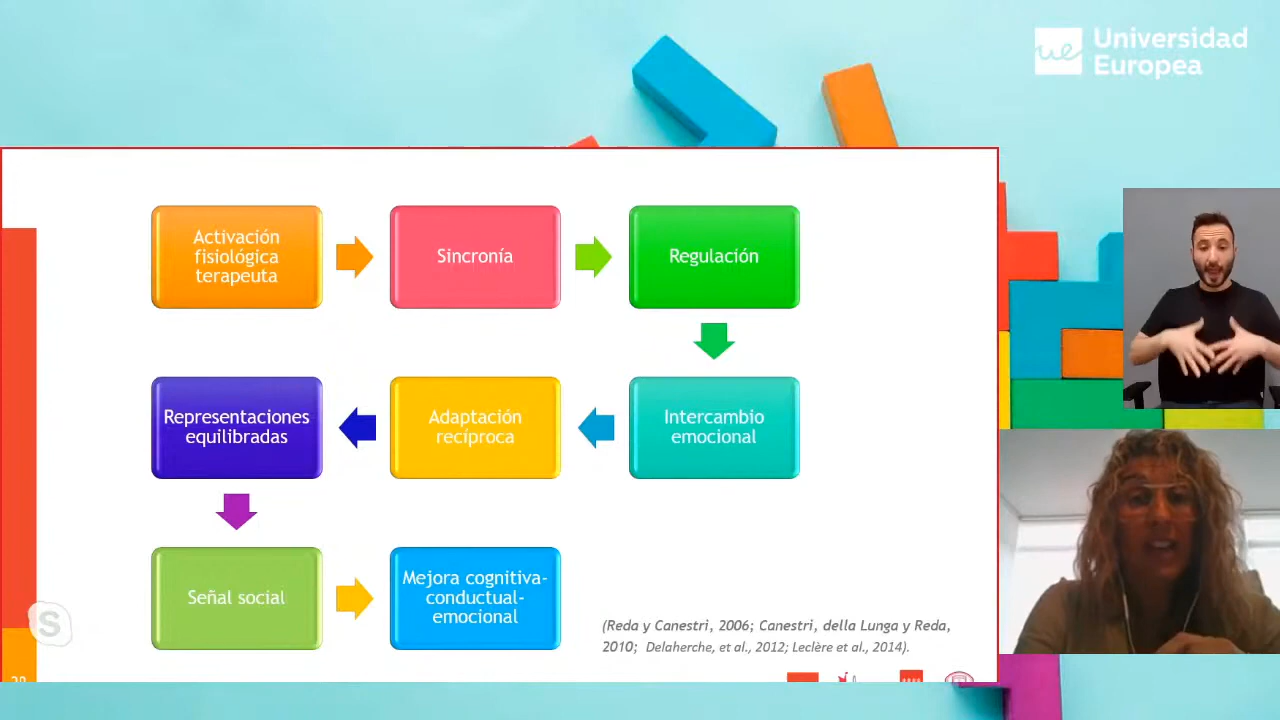 Universidad
Europea
Activación
fisiológica
terapeuta
Sincronía
Regulación
Representaciones
equilibradas
Adaptación
recíproca
Intercambio
emocional
Señal social
Mejora cognitiva-
conductual-
emocional
(Reda y Canestri, 2006; Canestri, della Lunga y Reda,
2010; Delaherche, et al., 2012; Leclère et al., 2014).